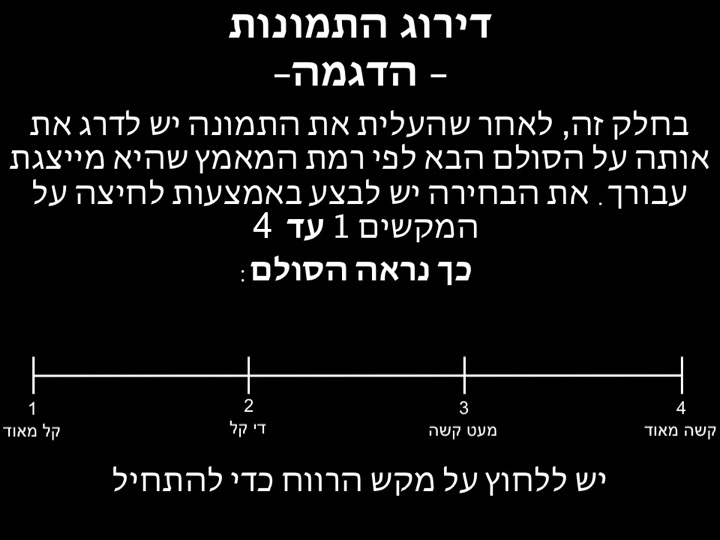 דירוג התמונות
- הדגמה-
בחלק זה, לאחר שהעלית את התמונה יש לדרג את
אותה על הסולם הבא לפי רמת המאמץ שהיא מייצגת
עבורך. את הבחירה יש לבצע באמצעות לחיצה על
המקשים 1 עד 4
כך נראה הסולם:
1 2 3 4
קל מאוד די קל מעט קשה קשה מאוד
יש ללחוץ על מקש הרווח כדי להתחיל